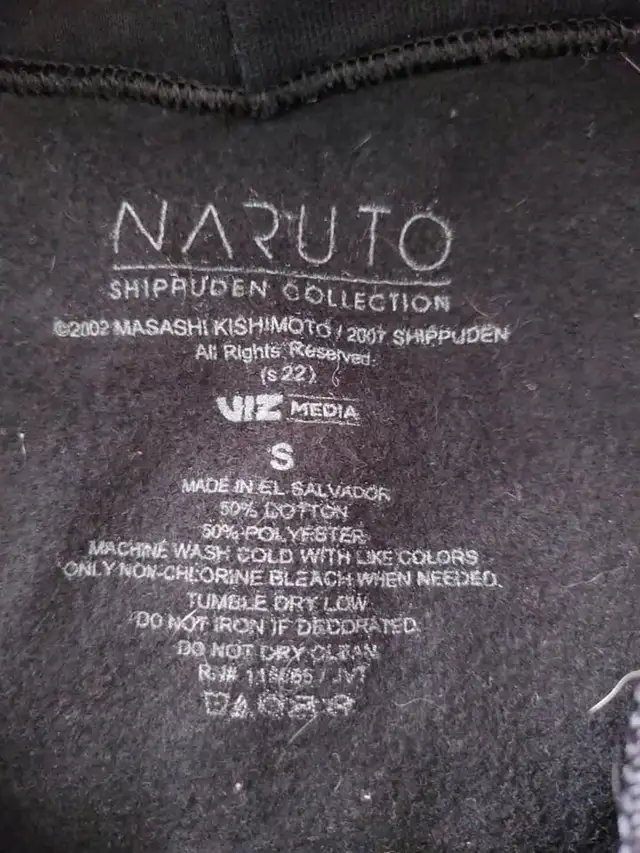 NARUTO
SHIPPUDEN COLLECTION
©2002 MASASHI KISHIMOTO / 2007 SHIPPUDEN
All Rights Reserved.
(s 22)
VIZ MEDIA
S
MADE IN EL SALVADOR
50% COTTON
50% POLYESTER
MACHINE WASH COLD WITH LIKE COLORS
ONLY NON-CHLORINE BLEACH WHEN NEEDED.
TUMBLE DRY LOW
DO NOT IRON IF DECORATED.
DO NOT DRY CLEAN
/ JVT